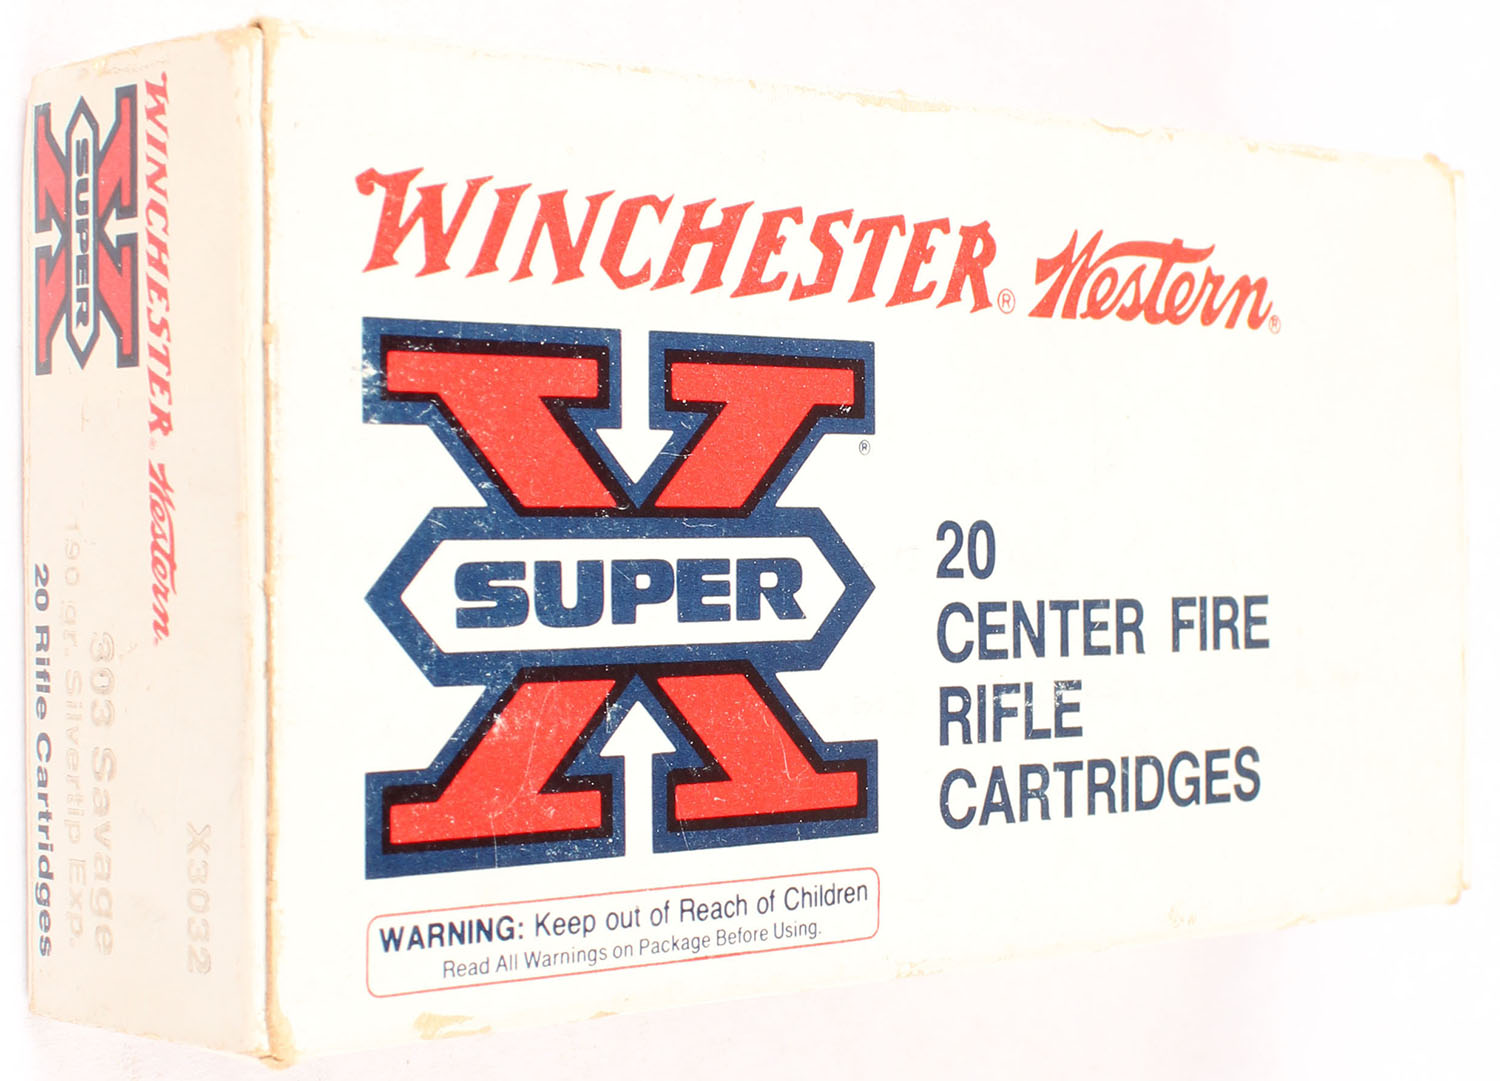 WINCHESTER® Western®
SUPER X®
20
CENTER FIRE
RIFLE
CARTRIDGES
WARNING: Keep out of Reach of Children
Read All Warnings on Package Before Using.
WINCHESTER® Western®
SUPER X
X3032
303 Savage
190 gr. Silvertip Exp.
20 Rifle Cartridges